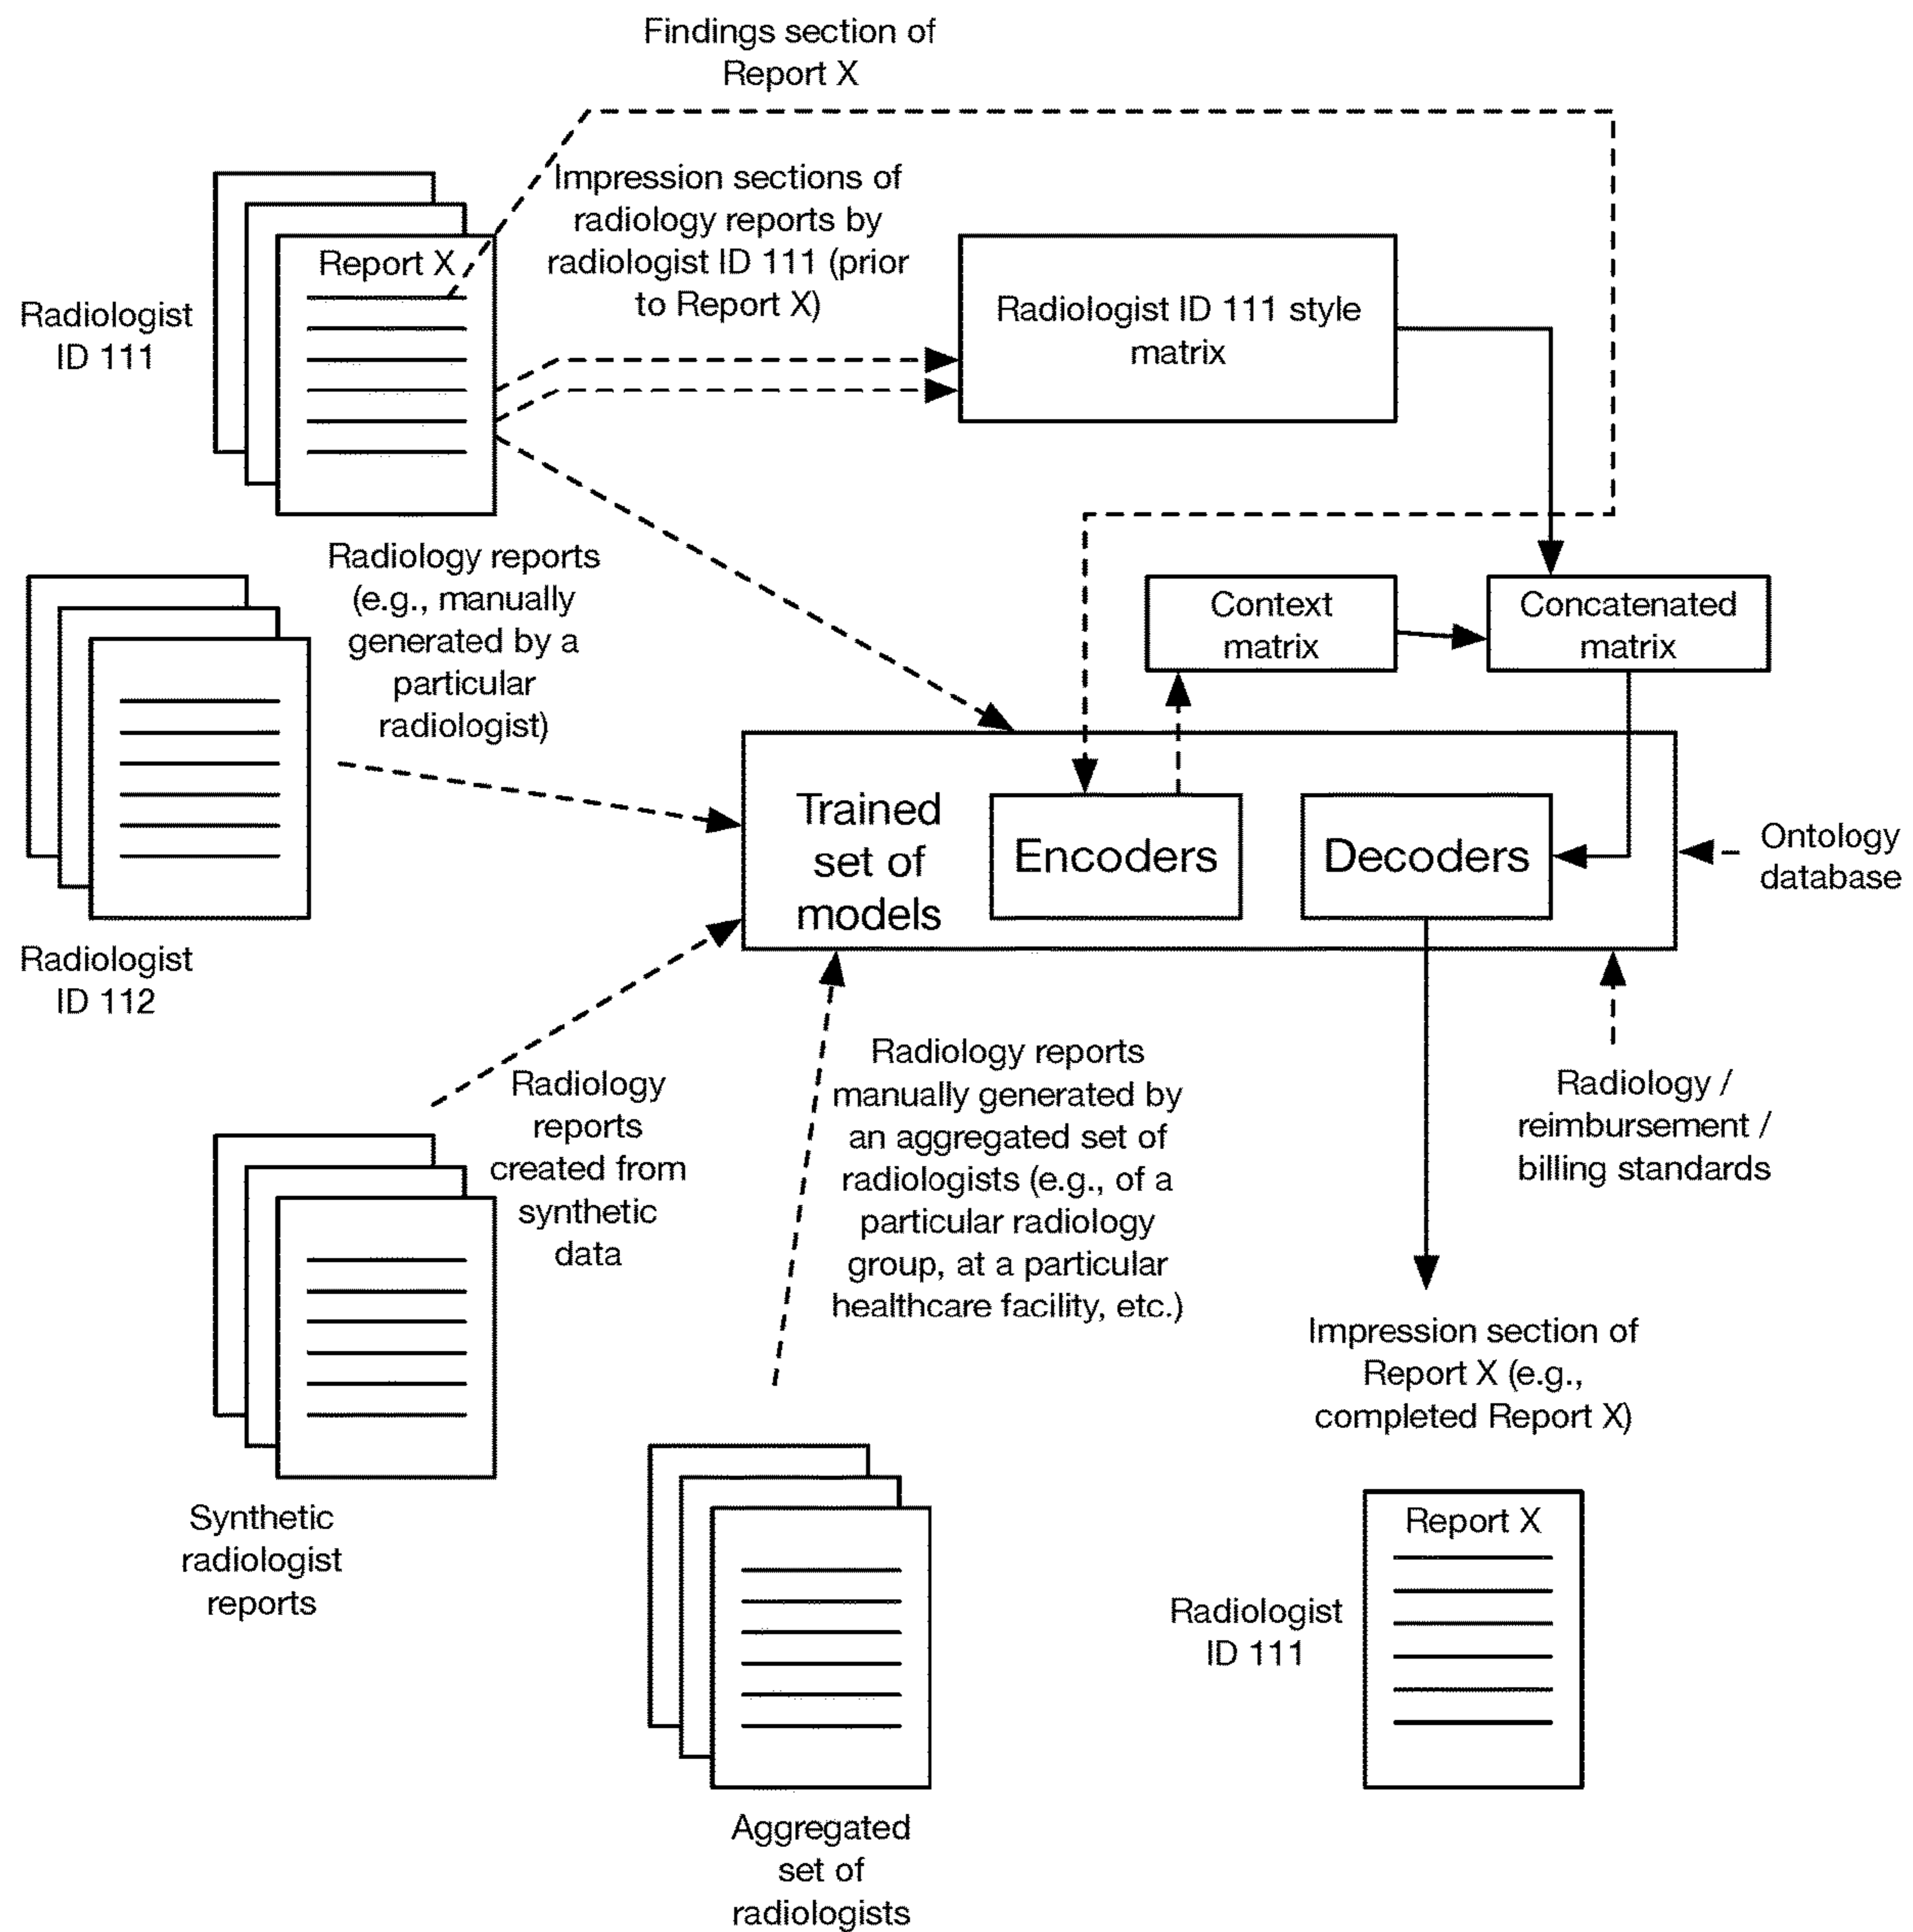 Findings section of
Report X
Impression sections of
radiology reports by
radiologist ID 111 (prior
to Report X)
Report X
Radiologist
ID 111
Radiologist ID 111 style
matrix
Radiology reports
(e.g., manually
generated by a
particular
radiologist)
Context
matrix
Concatenated
matrix
Trained
set of
models
Encoders
Decoders
Ontology
database
Radiologist
ID 112
Radiology
reports
created from
synthetic
data
Radiology reports
manually generated by
an aggregated set of
radiologists (e.g., of a
particular radiology
group, at a particular
healthcare facility, etc.)
Radiology /
reimbursement /
billing standards
Impression section of
Report X (e.g.,
completed Report X)
Synthetic
radiologist
reports
Report X
Radiologist
ID 111
Aggregated
set of
radiologists